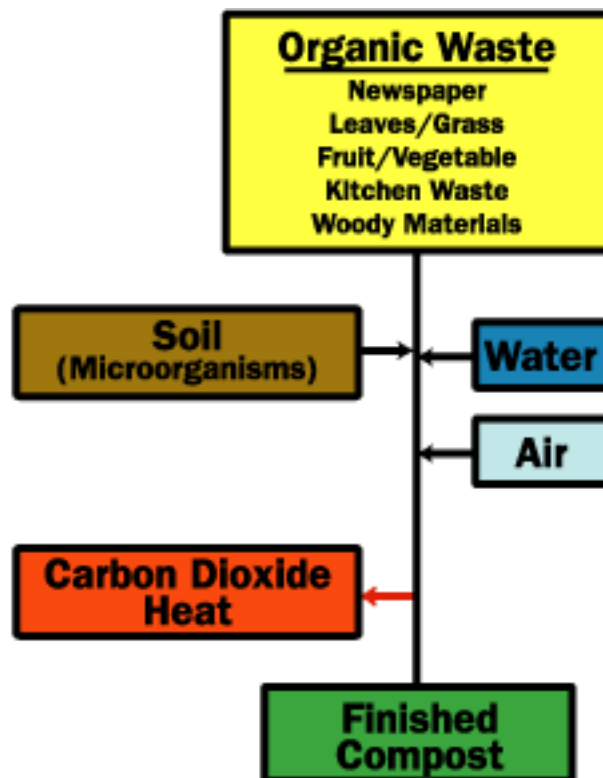 Organic Waste
Newspaper
Leaves/Grass
Fruit/Vegetable
Kitchen Waste
Woody Materials
Soil
(Microorganisms)
Water
Air
Carbon Dioxide
Heat
Finished
Compost